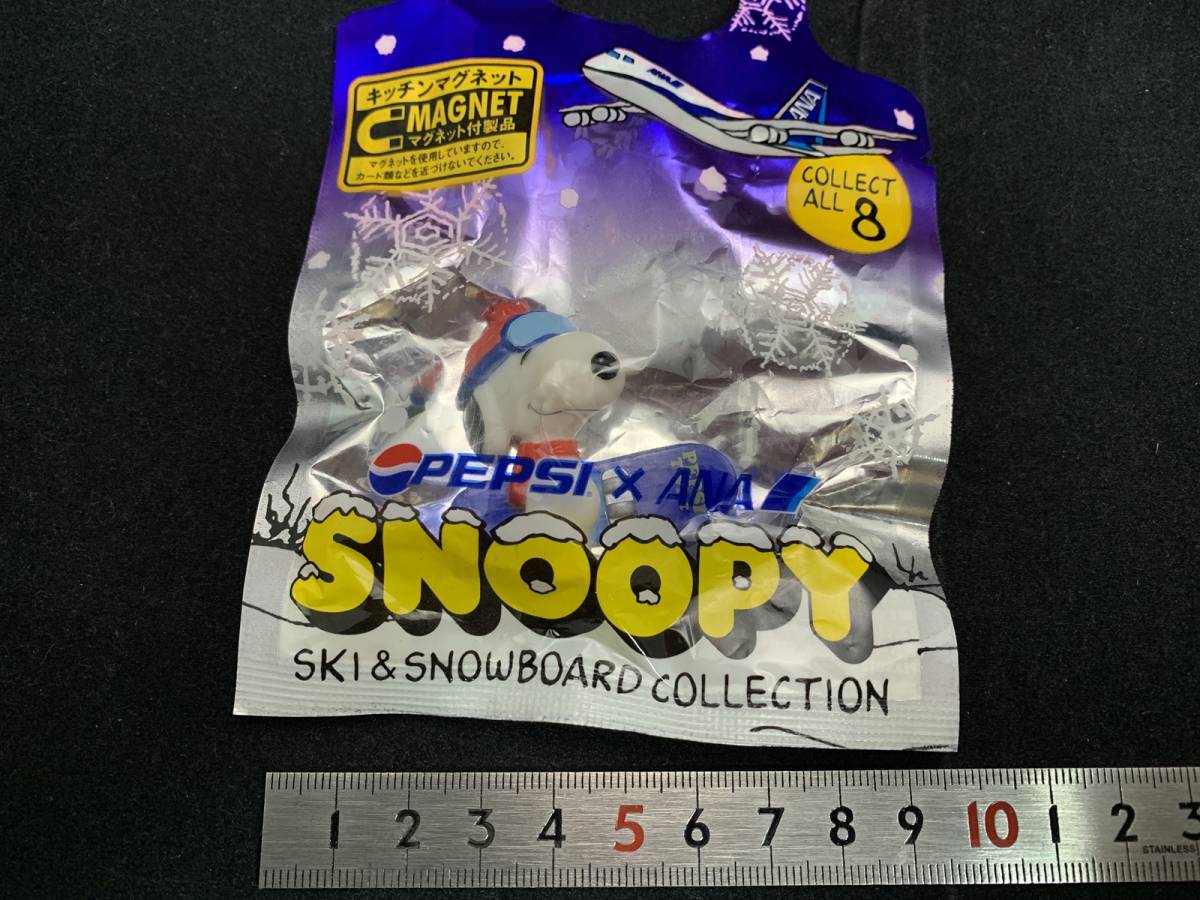 キッチンマグネット
MAGNET
マグネット付製品
マグネットを使用していますので、
カード類などを近づけないでください。
ANA
ANA
COLLECT
ALL 8
PEPSI X ANA
SNOOPY
SKI & SNOWBOARD COLLECTION
1 2 3 4 5 6 7 8 9 10 1 2 3
STAINLESS